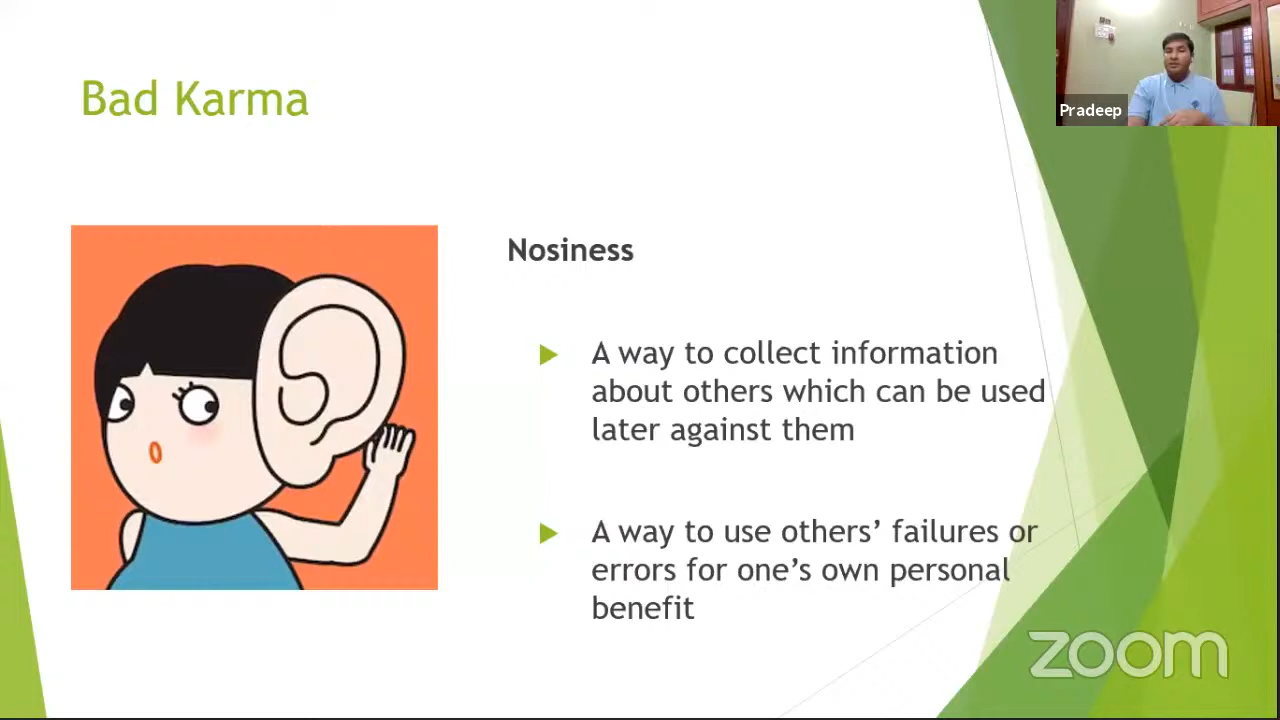 Bad Karma
Pradeep
Nosiness
A way to collect information
about others which can be used
later against them
A way to use others’ failures or
errors for one’s own personal
benefit
zoom